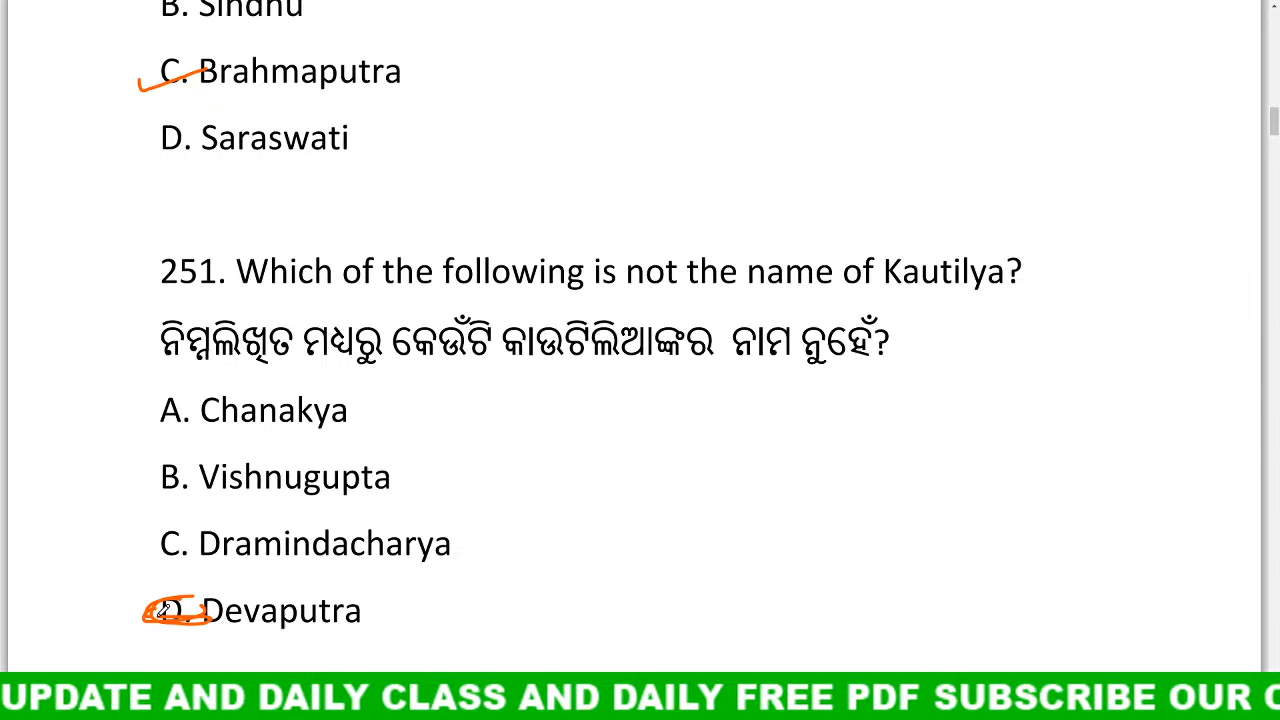 B. Sindhu
C. Brahmaputra
D. Saraswati
251. Which of the following is not the name of Kautilya?
ନିମ୍ନଲିଖିତ ମଧ୍ୟରୁ କେଉଁଟି କାଉଟିଲିଆଙ୍କର ନାମ ନୁହେଁ?
A. Chanakya
B. Vishnugupta
C. Dramindacharya
D. Devaputra
UPDATE AND DAILY CLASS AND DAILY FREE PDF SUBSCRIBE OUR C